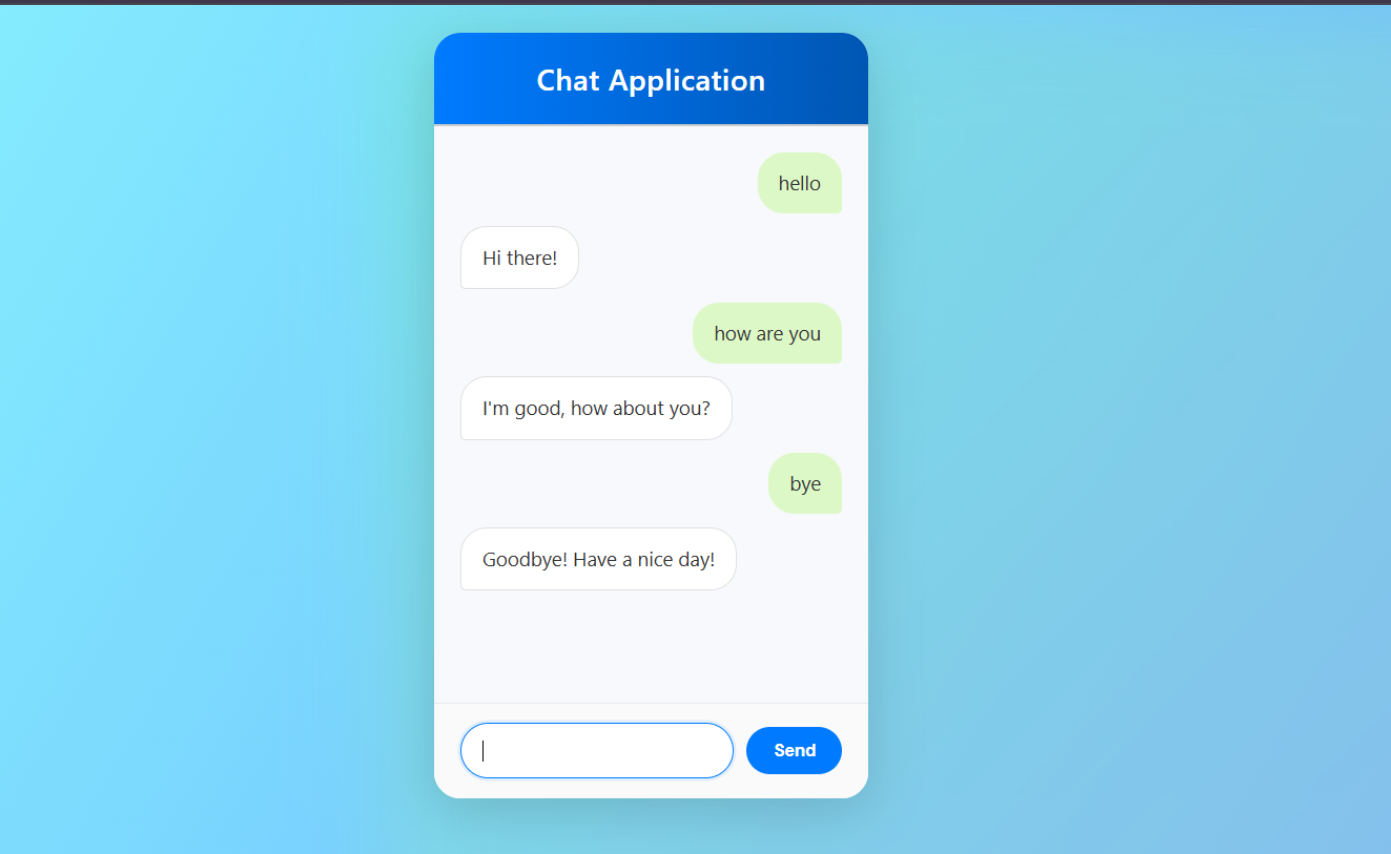 Chat Application
hello
Hi there!
how are you
I'm good, how about you?
bye
Goodbye! Have a nice day!
Send